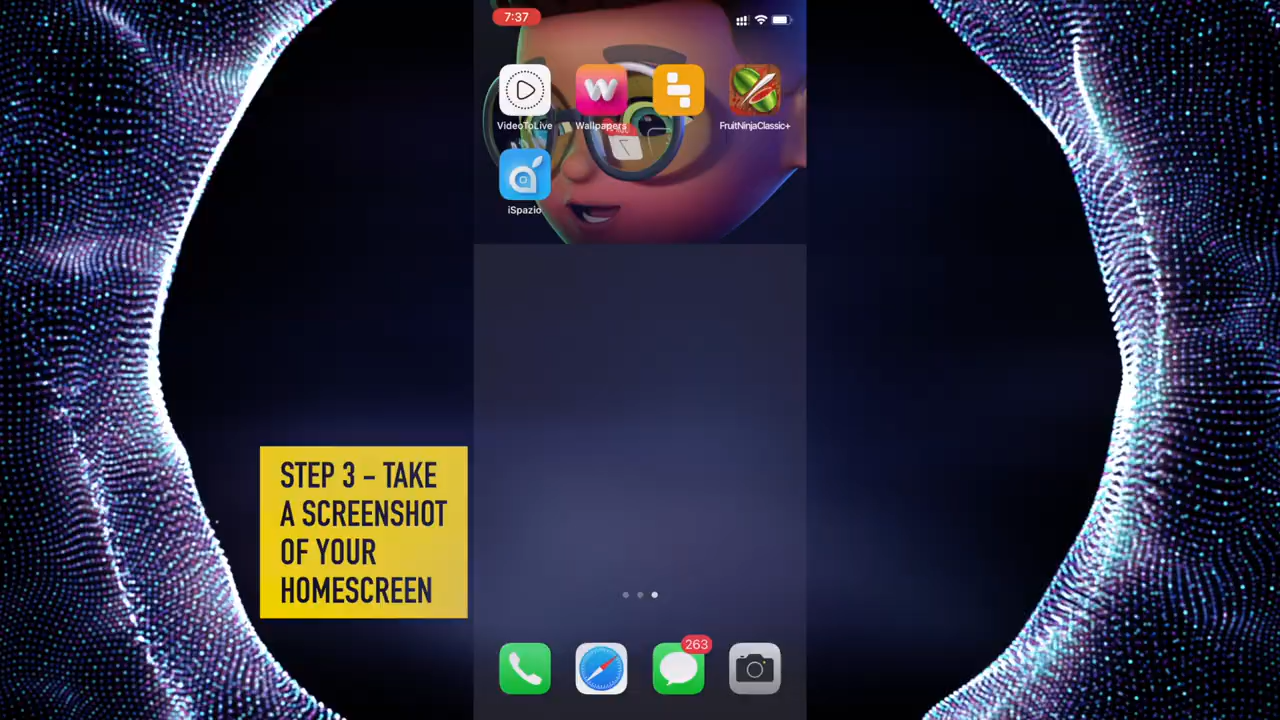 7:37
VideoToLive
Wallpapers
FruitNinjaClassic+
iSpazio
STEP 3 - TAKE
A SCREENSHOT
OF YOUR
HOMESCREEN
263